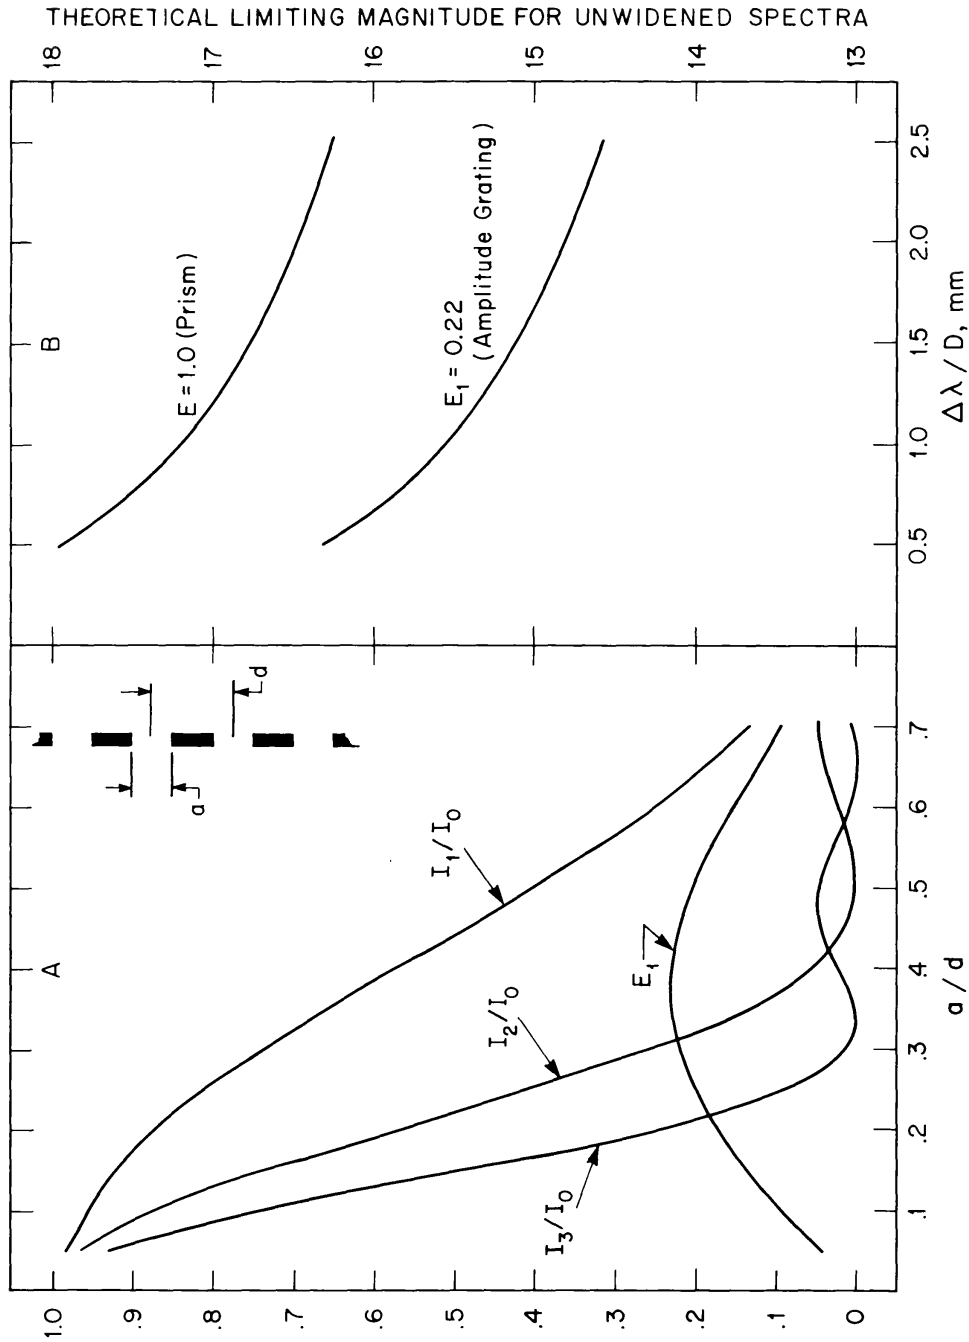 THEORETICAL LIMITING MAGNITUDE FOR UNWIDENED SPECTRA
18
17
16
15
14
13
B
E = 1.0 (Prism)
E₁ = 0.22
(Amplitude Grating)
0.5
1.0
1.5
2.0
2.5
Δλ / D, mm
A
a
d
I₁/I₀
I₂/I₀
I₃/I₀
E₁
1.0
.9
.8
.7
.6
.5
.4
.3
.2
.1
0
.1
.2
.3
.4
.5
.6
.7
a / d